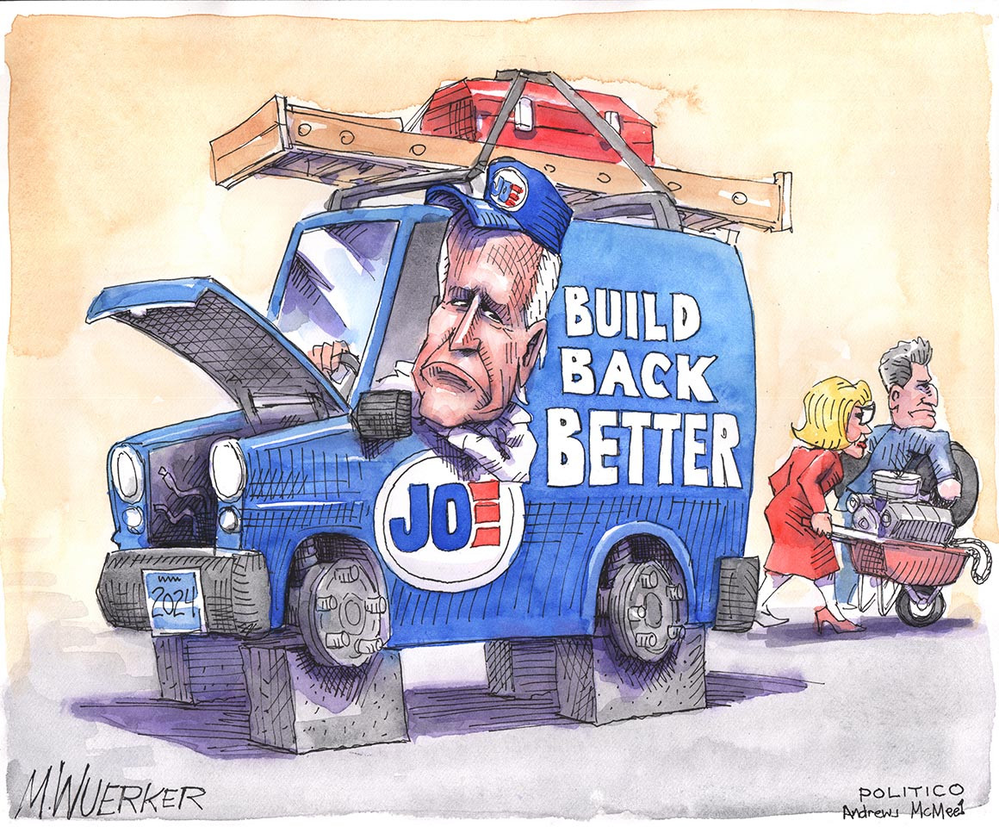 JOE
BUILD
BACK
BETTER
JOE
2024
M.WUERKER
POLITICO
Andrews McMeel